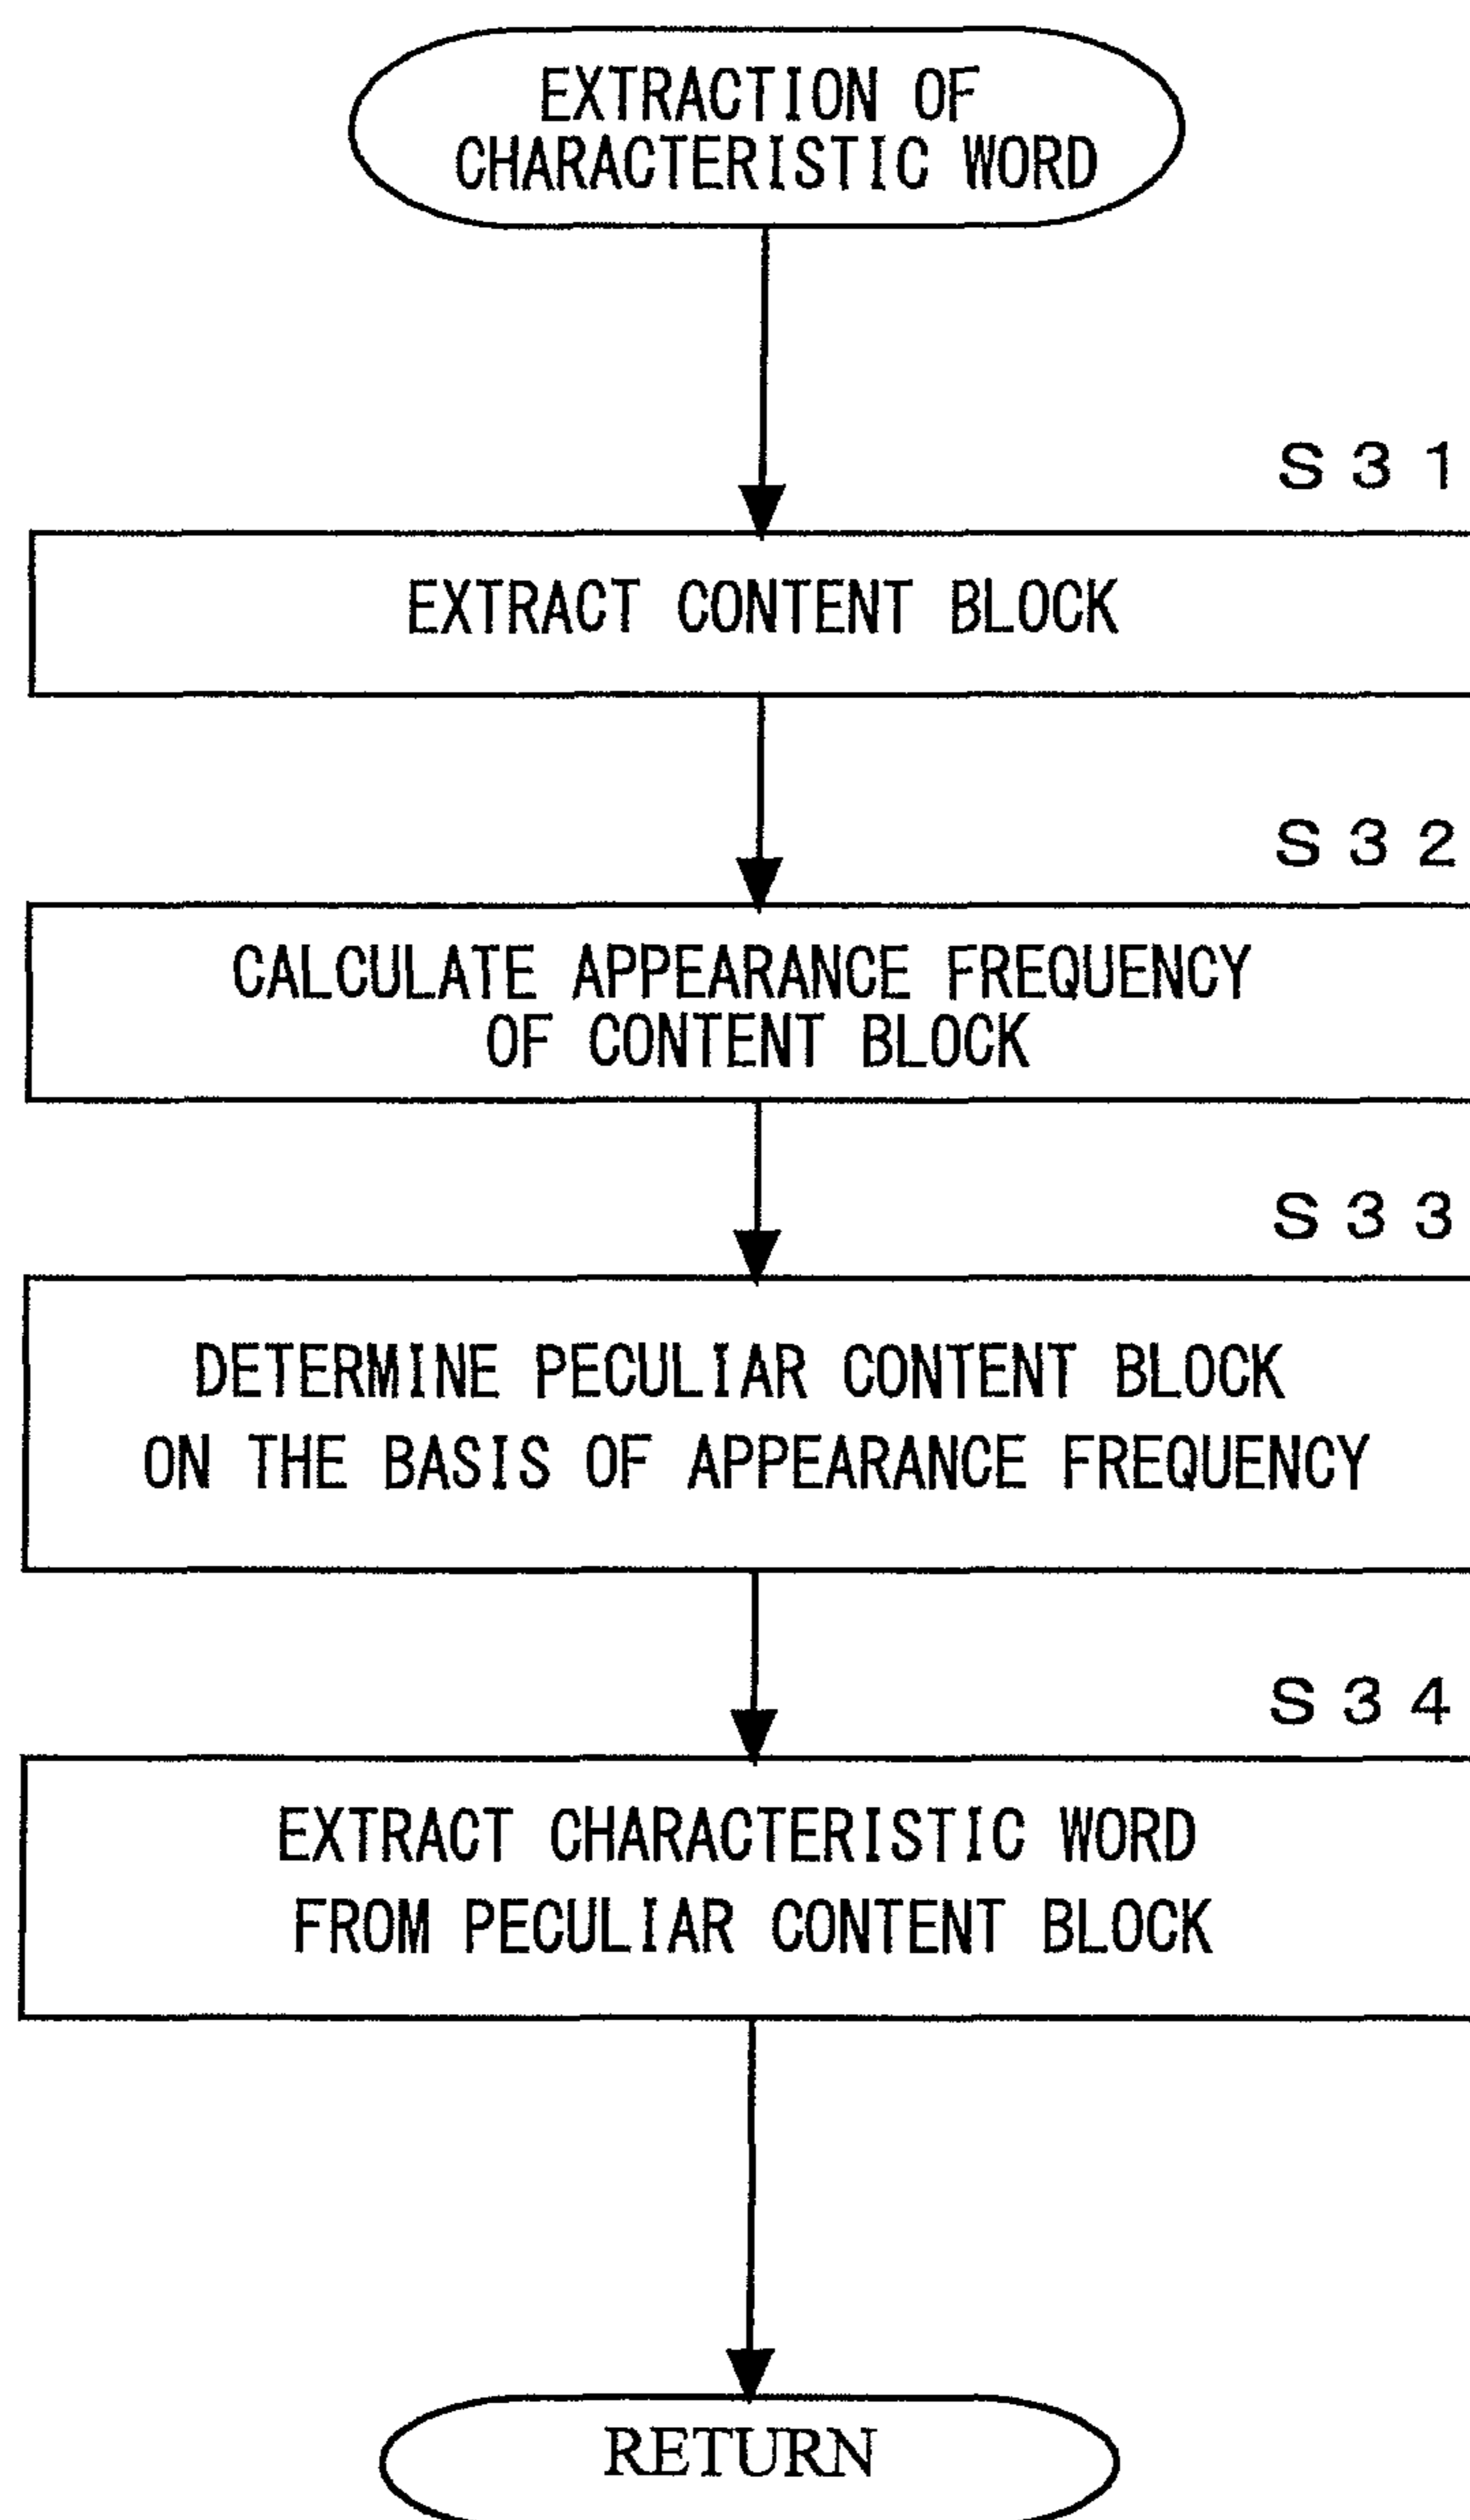 EXTRACTION OF
CHARACTERISTIC WORD
S31
EXTRACT CONTENT BLOCK
S32
CALCULATE APPEARANCE FREQUENCY
OF CONTENT BLOCK
S33
DETERMINE PECULIAR CONTENT BLOCK
ON THE BASIS OF APPEARANCE FREQUENCY
S34
EXTRACT CHARACTERISTIC WORD
FROM PECULIAR CONTENT BLOCK
RETURN